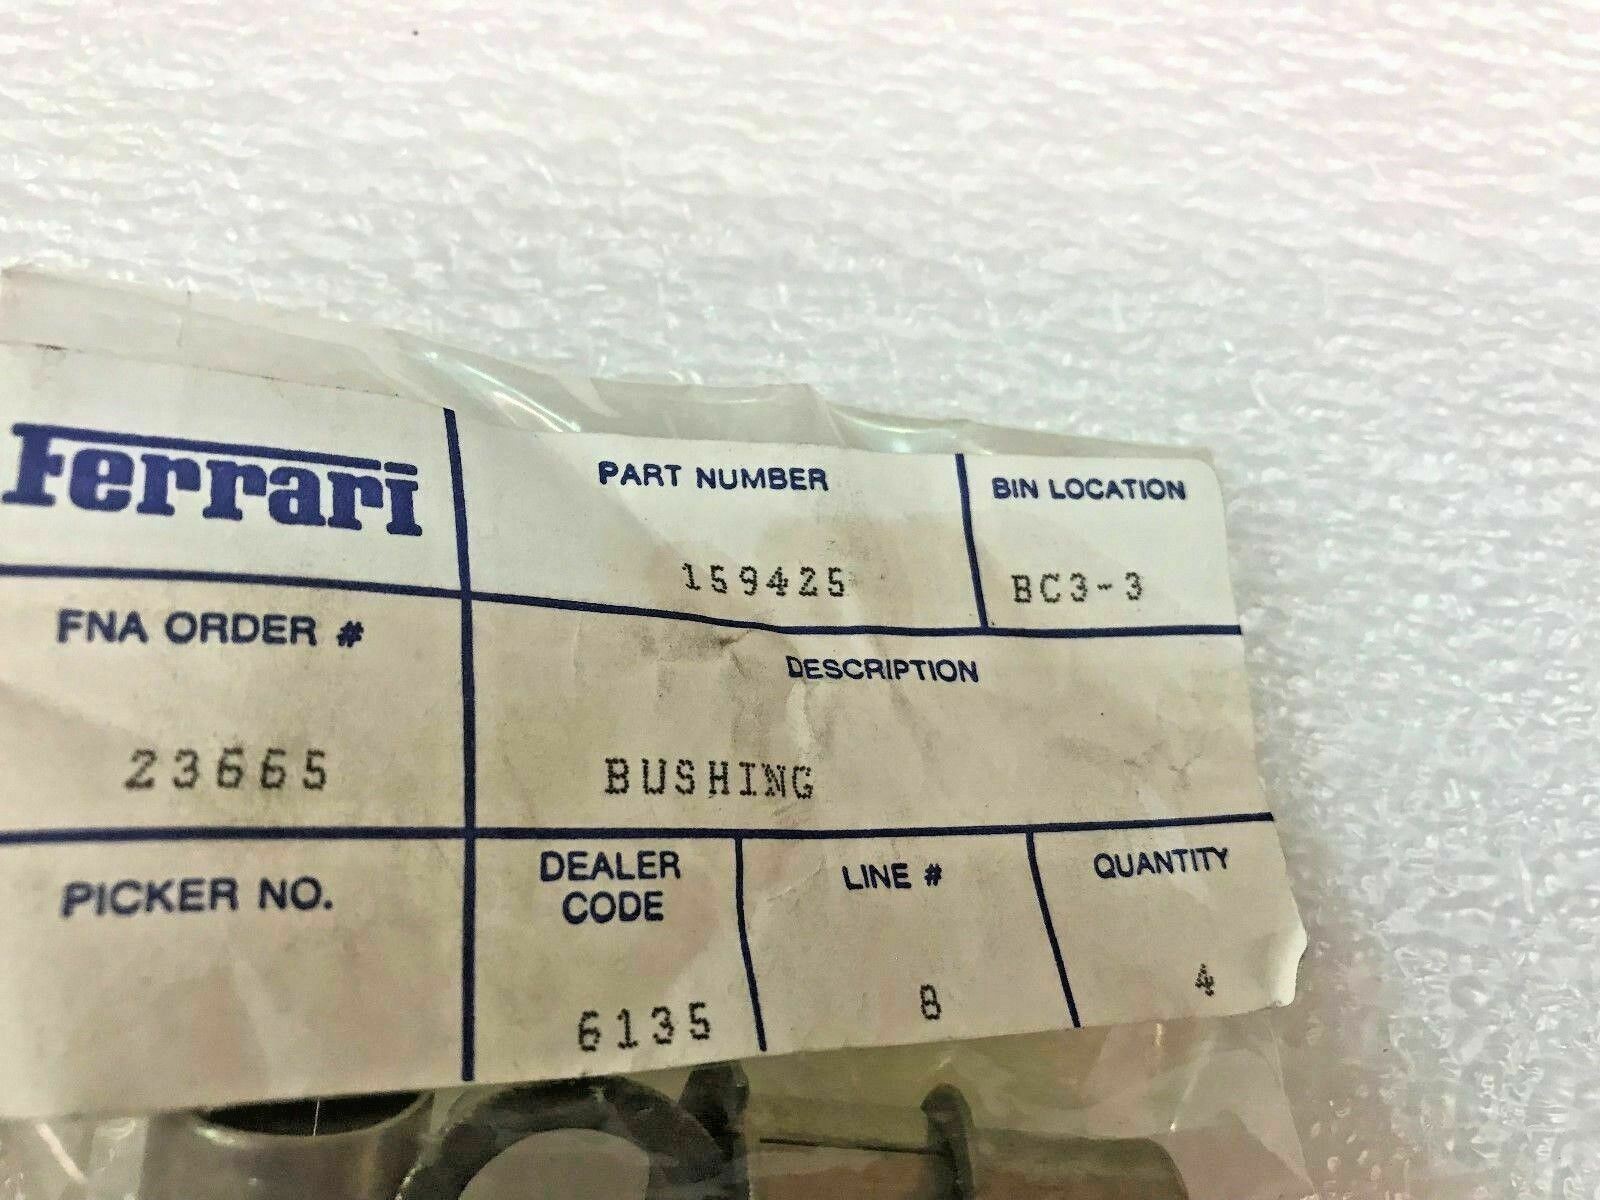 Ferrari
PART NUMBER
159425
BIN LOCATION
BC3-3
FNA ORDER #
23665
DESCRIPTION
BUSHING
PICKER NO.
DEALER
CODE
6135
LINE #
8
QUANTITY
4